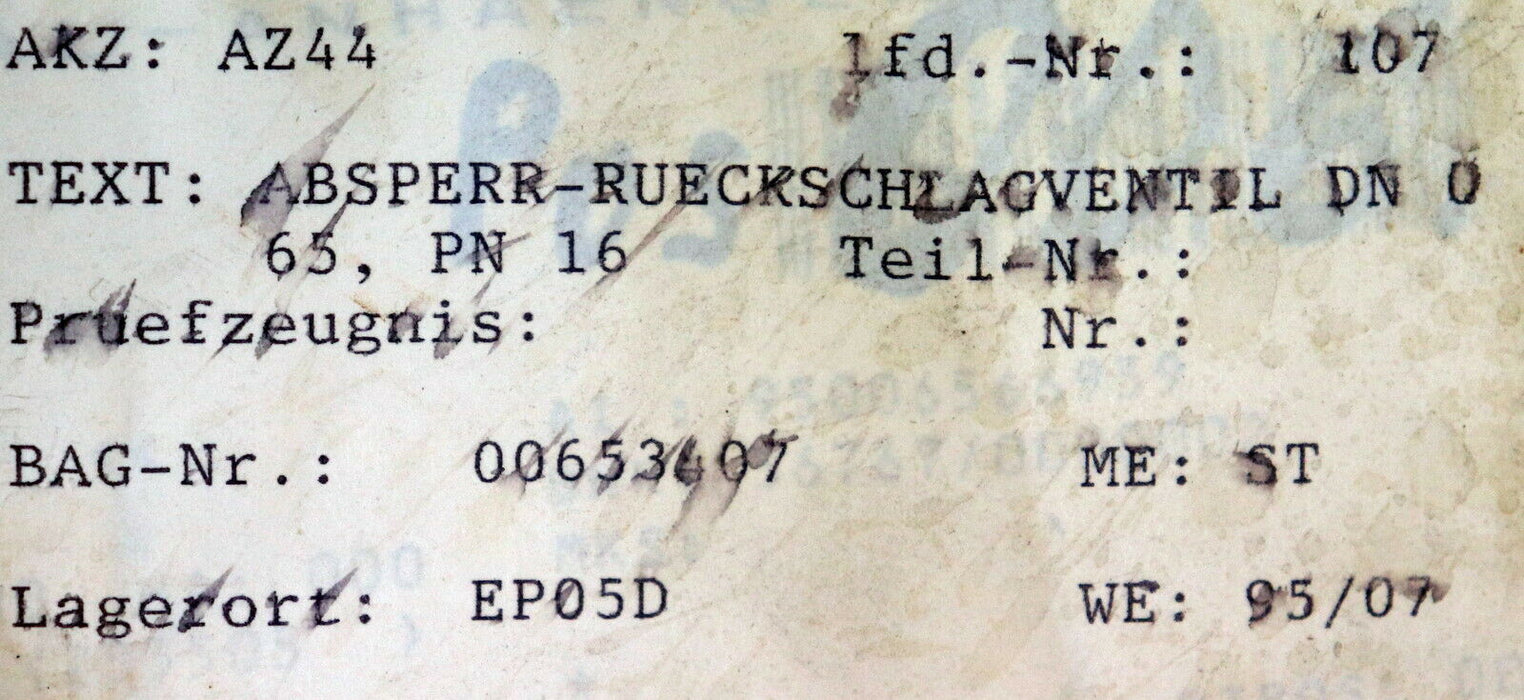 AKZ: AZ44 lfd.-Nr.: 107
TEXT: ABSPERR-RUECKSCHLAGVENTIL DN 0
65, PN 16 Teil-Nr.:
Pruefzeugnis: Nr.:
BAG-Nr.: ME: ST
Lagerort: EP05D WE: 95/07